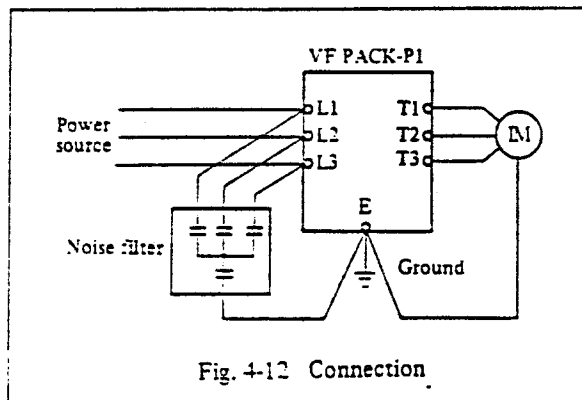 VF PACK-P1
L1 T1
Power source
L2 T2
IM
L3 T3
E
Noise filter
Ground
Fig. 4-12 Connection